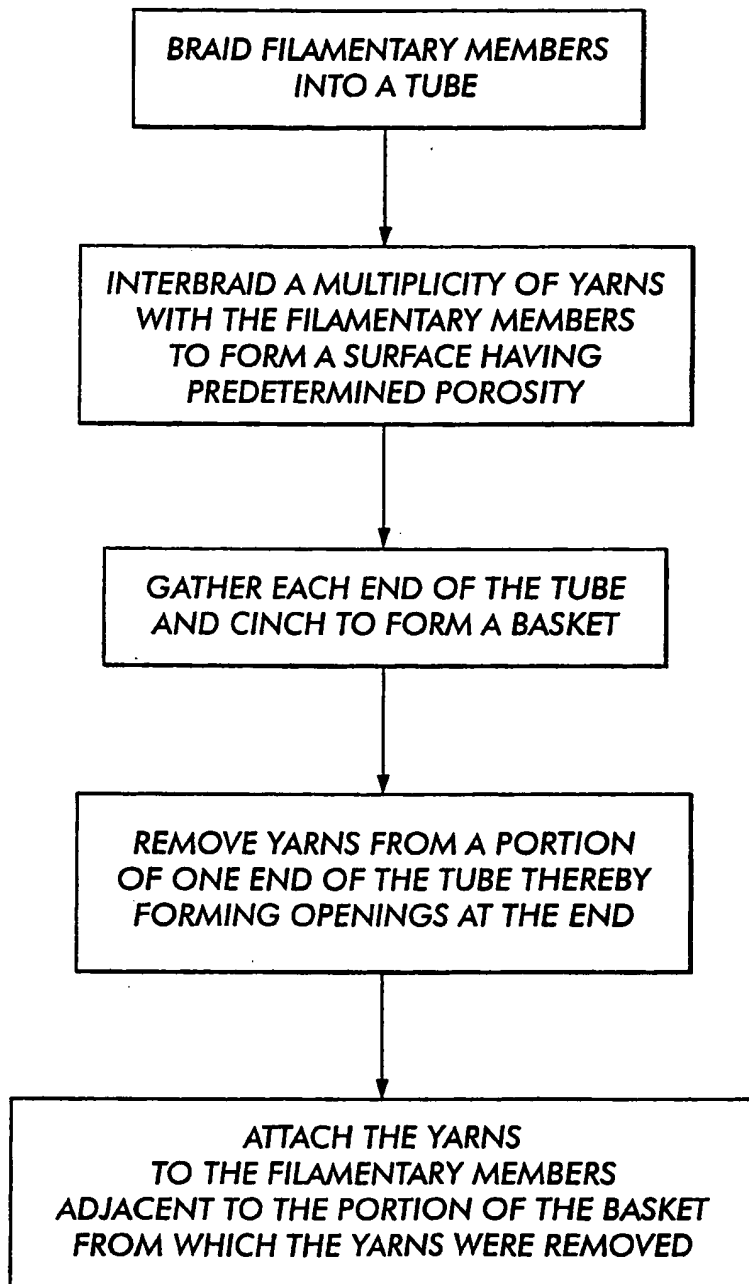 BRAID FILAMENTARY MEMBERS
INTO A TUBE
INTERBRAID A MULTIPLICITY OF YARNS
WITH THE FILAMENTARY MEMBERS
TO FORM A SURFACE HAVING
PREDETERMINED POROSITY
GATHER EACH END OF THE TUBE
AND CINCH TO FORM A BASKET
REMOVE YARNS FROM A PORTION
OF ONE END OF THE TUBE THEREBY
FORMING OPENINGS AT THE END
ATTACH THE YARNS
TO THE FILAMENTARY MEMBERS
ADJACENT TO THE PORTION OF THE BASKET
FROM WHICH THE YARNS WERE REMOVED